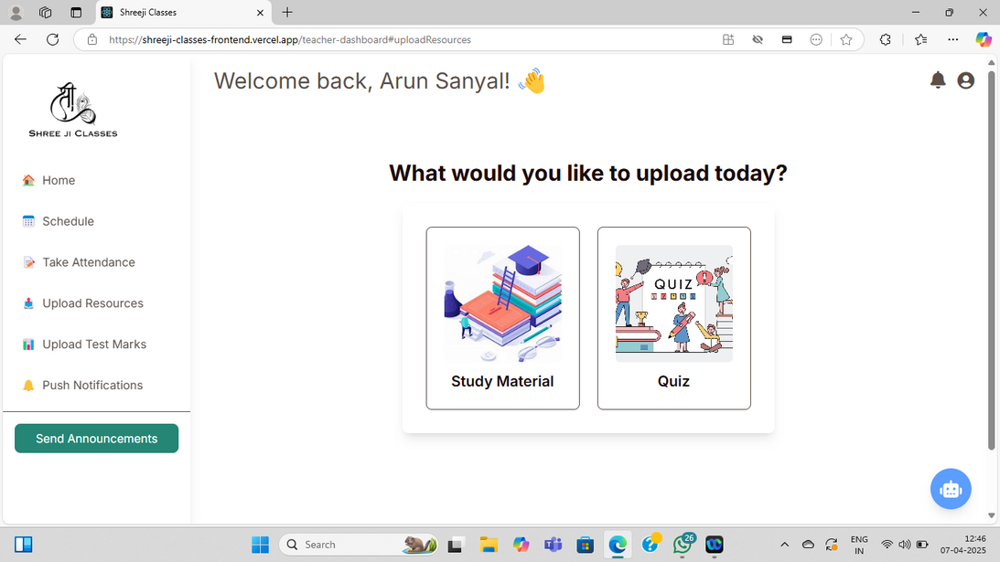 Shreeji Classes
https://shreeji-classes-frontend.vercel.app/teacher-dashboard#uploadResources
श्री
SHREE JI CLASSES
Welcome back, Arun Sanyal! 👋
Home
Schedule
Take Attendance
Upload Resources
Upload Test Marks
Push Notifications
Send Announcements
What would you like to upload today?
QUIZ
Study Material
Quiz
Search
26
ENG
IN
12:46
07-04-2025